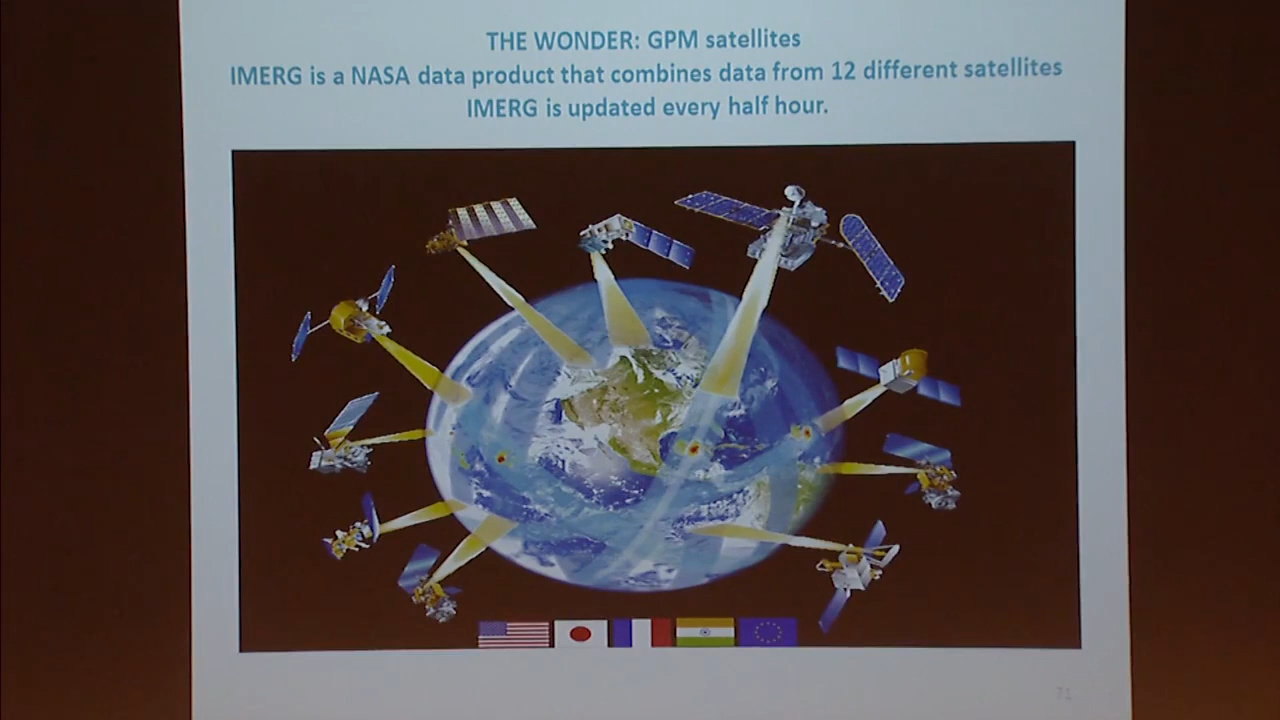 THE WONDER: GPM satellites
IMERG is a NASA data product that combines data from 12 different satellites
IMERG is updated every half hour.
71